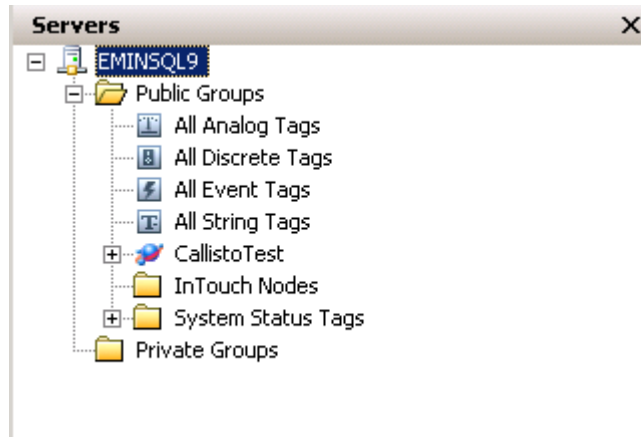 Servers
EMINSQL9
Public Groups
All Analog Tags
All Discrete Tags
All Event Tags
All String Tags
CallistoTest
InTouch Nodes
System Status Tags
Private Groups